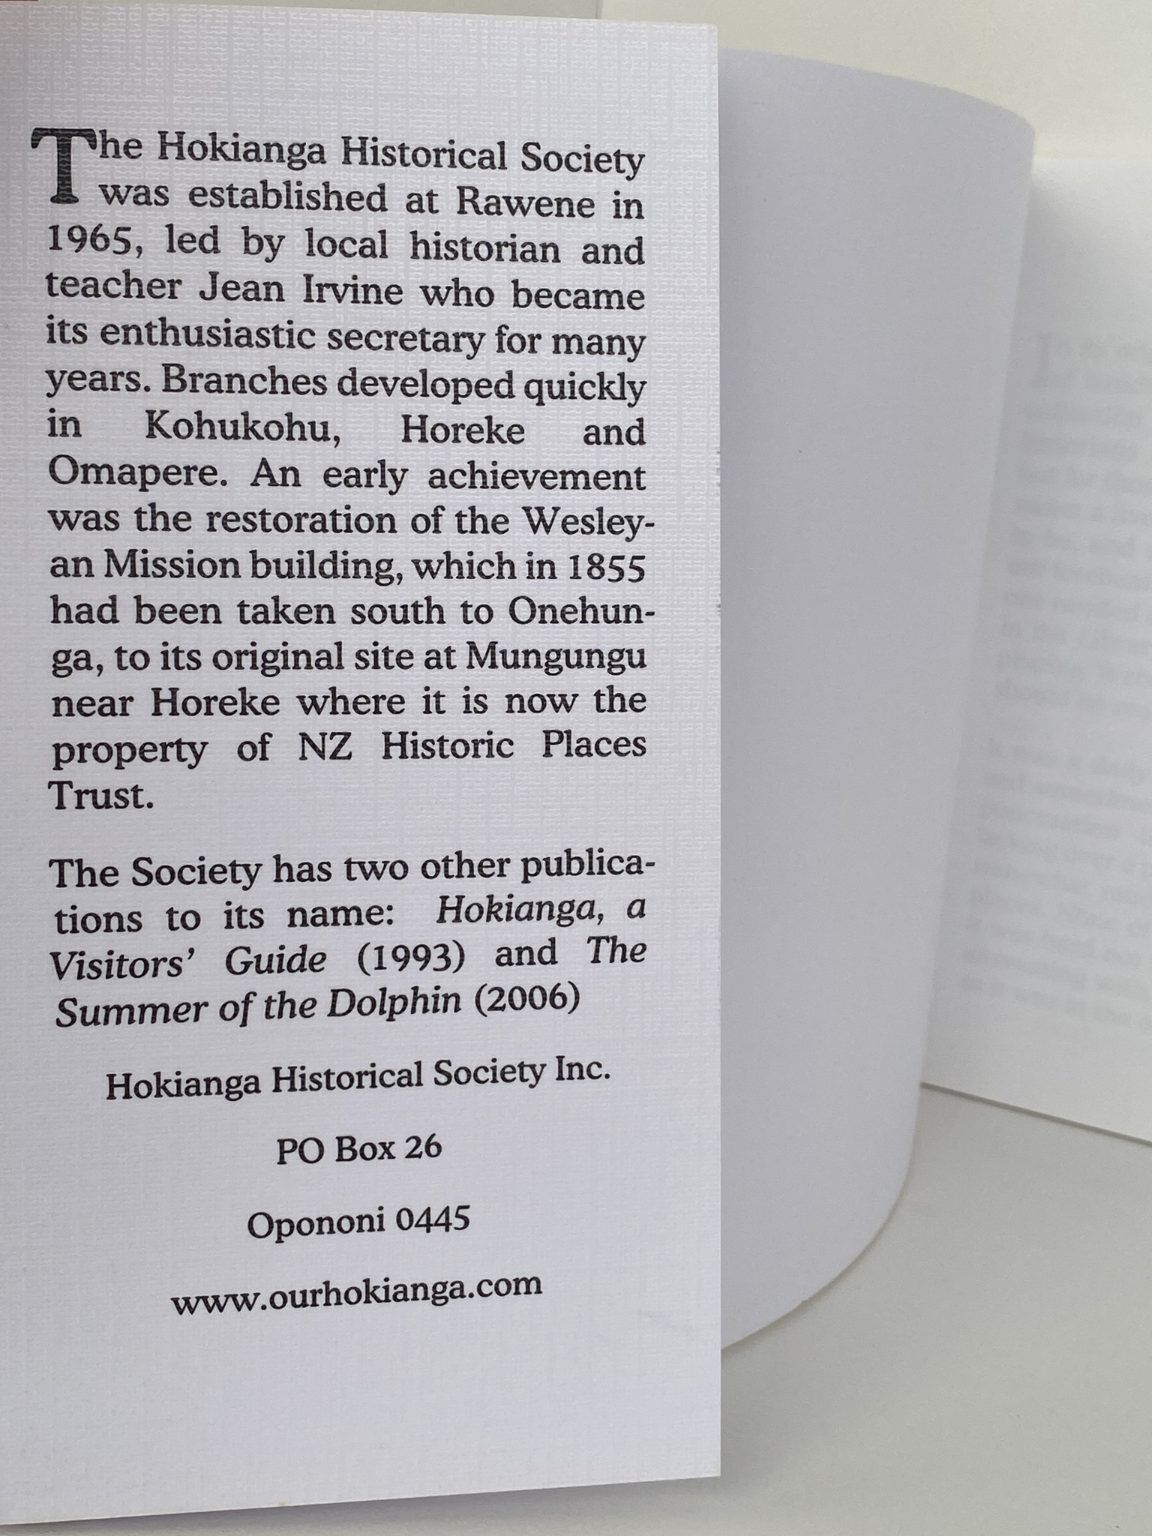 The Hokianga Historical Society
was established at Rawene in
1965, led by local historian and
teacher Jean Irvine who became
its enthusiastic secretary for many
years. Branches developed quickly
in Kohukohu, Horeke and
Omapere. An early achievement
was the restoration of the Wesley-
an Mission building, which in 1855
had been taken south to Onehun-
ga, to its original site at Mungungu
near Horeke where it is now the
property of NZ Historic Places
Trust.
The Society has two other publica-
tions to its name: Hokianga, a
Visitors' Guide (1993) and The
Summer of the Dolphin (2006)
Hokianga Historical Society Inc.
PO Box 26
Opononi 0445
www.ourhokianga.com